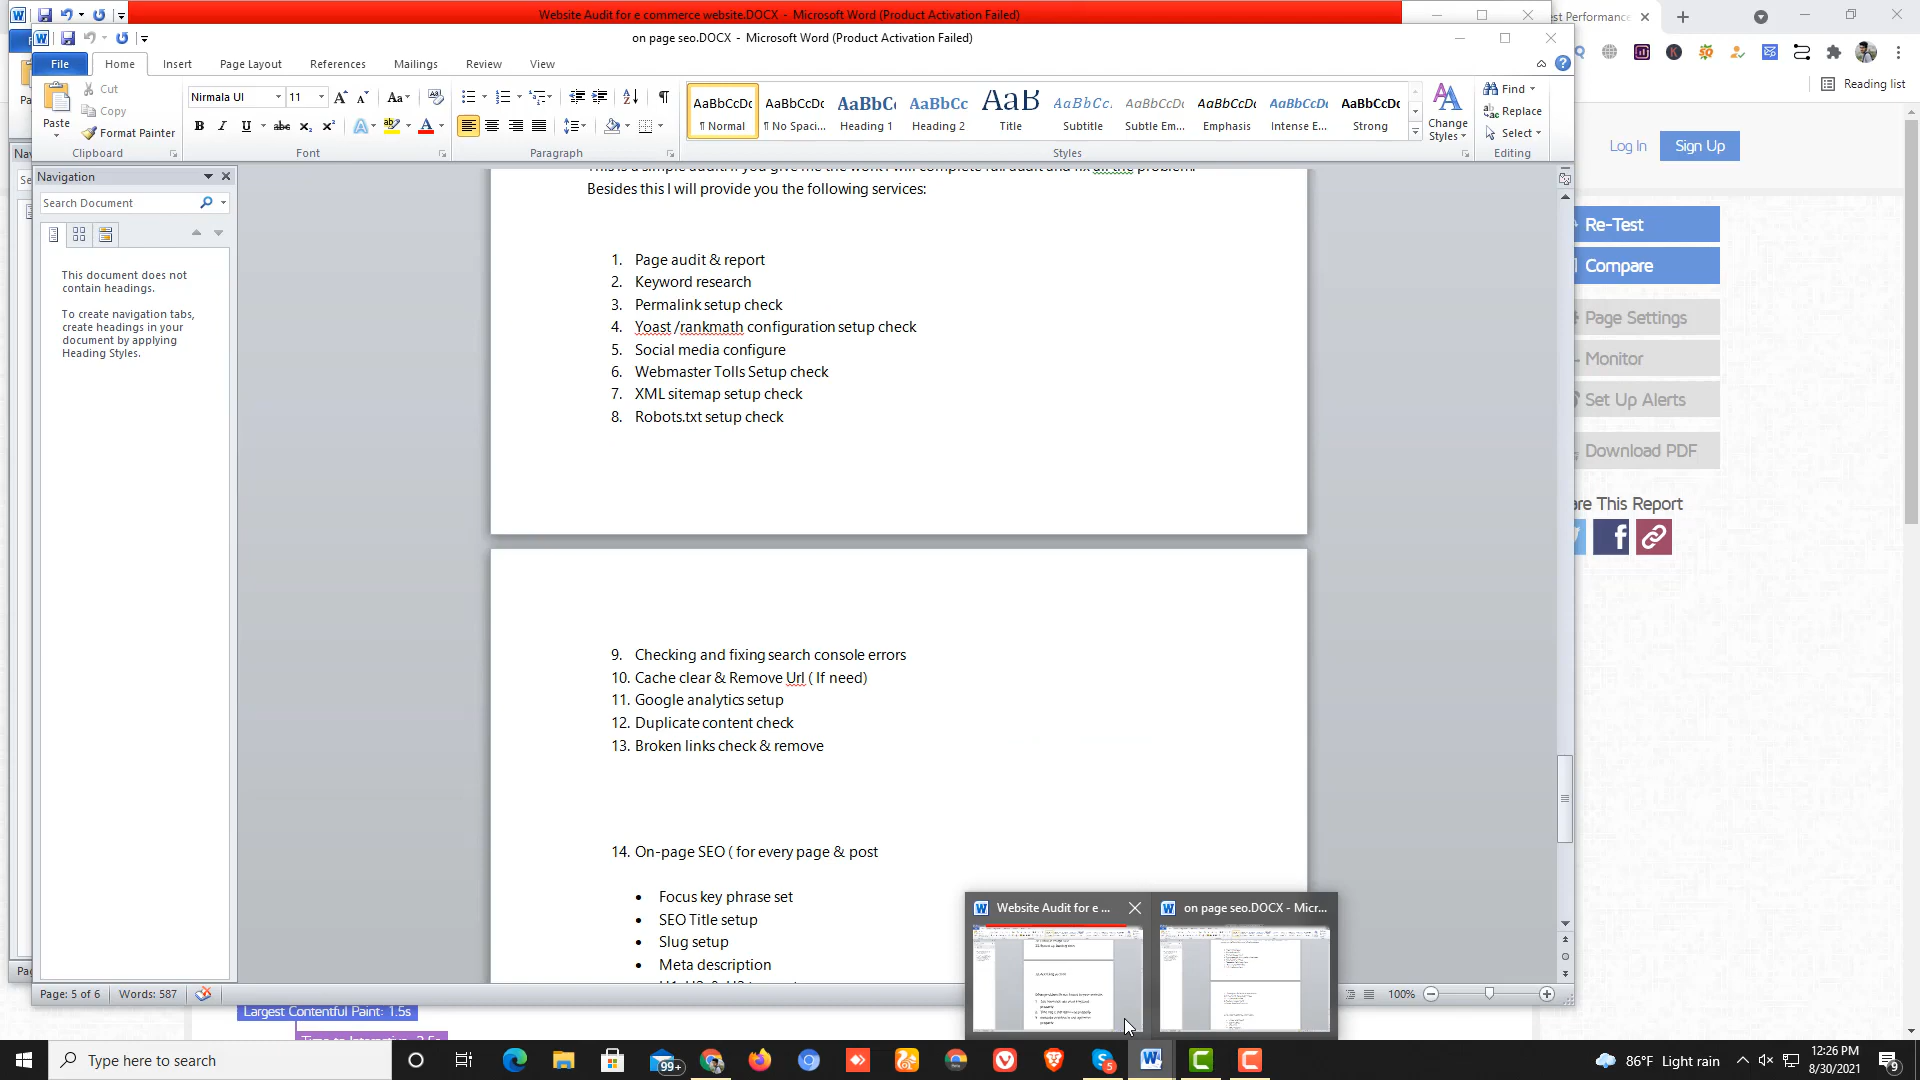 Website Audit for e commerce website.DOCX - Microsoft Word (Product Activation Failed)
est Performance
on page seo.DOCX - Microsoft Word (Product Activation Failed)
File Home Insert Page Layout References Mailings Review View
Reading list
Cut
Copy
Format Painter
Paste
Clipboard
Nirmala UI 11
Font
Paragraph
AaBbCcDc AaBbCcDc AaBbC AaBbCc AaB AaBbCc. AaBbCcDc AaBbCcDc AaBbCcDc AaBbCcDc
¶ Normal ¶ No Spaci... Heading 1 Heading 2 Title Subtitle Subtle Em... Emphasis Intense E... Strong
Styles
Change
Styles
Find
Replace
Select
Editing
Log In Sign Up
Navigation
Search Document
This document does not
contain headings.
To create navigation tabs,
create headings in your
document by applying
Heading Styles.
This is a simple audit if you give me the work I will complete full audit and fix all the problem.
Besides this I will provide you the following services:
1. Page audit & report
2. Keyword research
3. Permalink setup check
4. Yoast /rankmath configuration setup check
5. Social media configure
6. Webmaster Tolls Setup check
7. XML sitemap setup check
8. Robots.txt setup check
9. Checking and fixing search console errors
10. Cache clear & Remove Url ( If need)
11. Google analytics setup
12. Duplicate content check
13. Broken links check & remove
14. On-page SEO ( for every page & post
• Focus key phrase set
• SEO Title setup
• Slug setup
• Meta description
Re-Test
Compare
Page Settings
Monitor
Set Up Alerts
Download PDF
are This Report
Website Audit for e ...
on page seo.DOCX - Micr...
Page: 5 of 6 Words: 587
100%
Largest Contentful Paint: 1.5s
Type here to search
99+
5
86°F Light rain
12:26 PM
8/30/2021
9